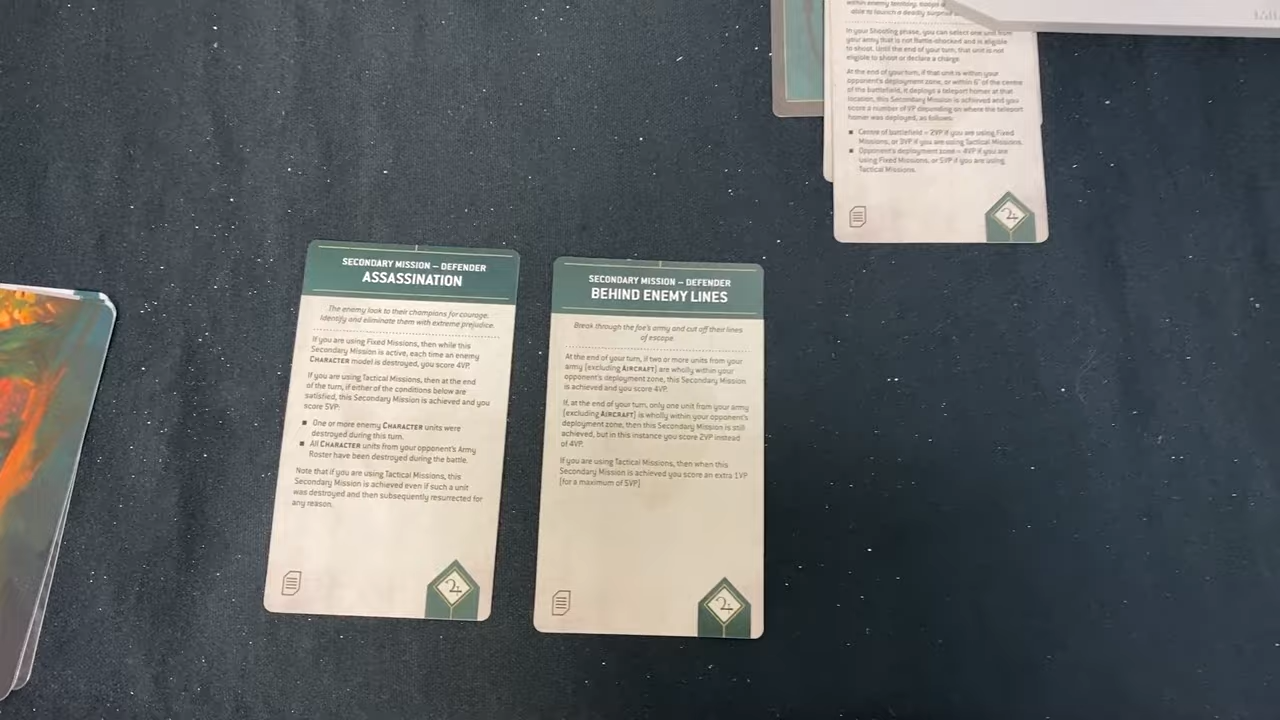 within enemy territory,
able to launch a deadly surprise
In your Shooting phase, you can select one unit from
your army that is not Battle-shocked and is eligible
to shoot. Until the end of your turn, that unit is not
eligible to shoot or declare a charge.
At the end of your turn, if that unit is within your
opponent's deployment zone, or within 6" of the centre
of the battlefield, it deploys a teleport homer at that
location, this Secondary Mission is achieved and you
score a number of VP depending on where the teleport
homer was deployed, as follows:
▪ Centre of battlefield = 2VP if you are using Fixed
Missions, or 3VP if you are using Tactical Missions.
▪ Opponent's deployment zone = 4VP if you are
using Fixed Missions, or 5VP if you are using
Tactical Missions.
SECONDARY MISSION – DEFENDER
ASSASSINATION
The enemy look to their champions for courage.
Identify and eliminate them with extreme prejudice.
If you are using Fixed Missions, then while this
Secondary Mission is active, each time an enemy
CHARACTER model is destroyed, you score 4VP.
If you are using Tactical Missions, then at the end
of the turn, if either of the conditions below are
satisfied, this Secondary Mission is achieved and you
score 5VP:
▪ One or more enemy CHARACTER units were
destroyed during this turn.
▪ All CHARACTER units from your opponent's Army
Roster have been destroyed during the battle.
Note that if you are using Tactical Missions, this
Secondary Mission is achieved even if such a unit
was destroyed and then subsequently resurrected for
any reason.
SECONDARY MISSION – DEFENDER
BEHIND ENEMY LINES
Break through the foe's army and cut off their lines
of escape.
At the end of your turn, if two or more units from your
army (excluding AIRCRAFT) are wholly within your
opponent's deployment zone, this Secondary Mission
is achieved and you score 4VP.
If, at the end of your turn, only one unit from your army
(excluding AIRCRAFT) is wholly within your opponent's
deployment zone, then this Secondary Mission is still
achieved, but in this instance you score 2VP instead
of 4VP.
If you are using Tactical Missions, then when this
Secondary Mission is achieved you score an extra 1VP
(for a maximum of 5VP)